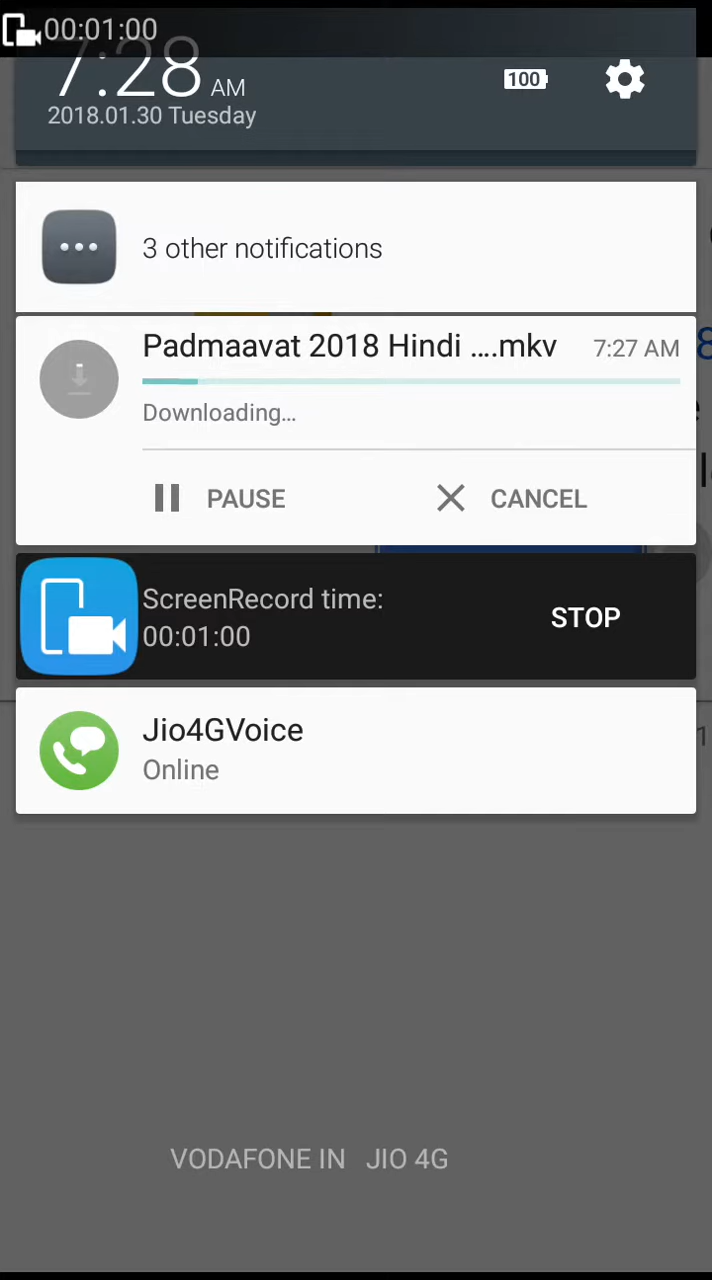 00:01:00
7:28 AM
100
2018.01.30 Tuesday
3 other notifications
Padmaavat 2018 Hindi ....mkv 7:27 AM
Downloading...
PAUSE CANCEL
ScreenRecord time:
00:01:00
STOP
Jio4GVoice
Online
VODAFONE IN JIO 4G